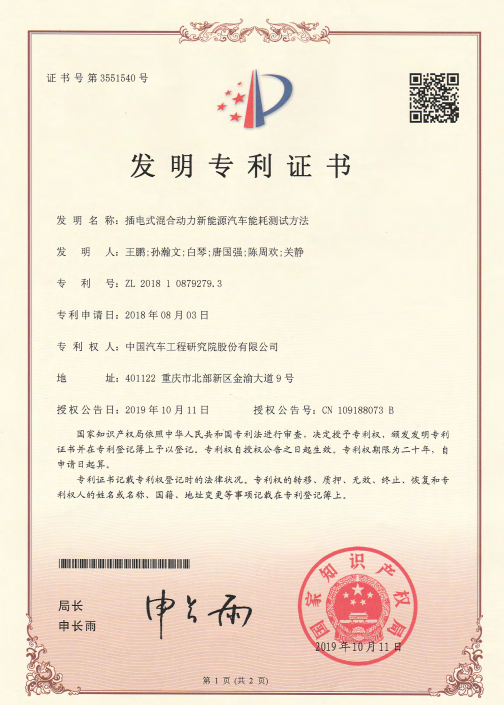 证书号第3551540号
发明专利证书
发明名称：插电式混合动力新能源汽车能耗测试方法
发明人：王鹏;孙瀚文;白琴;唐国强;陈周欢;关静
专利号：ZL 2018 1 0879279.3
专利申请日：2018年08月03日
专利权人：中国汽车工程研究院股份有限公司
地址：401122 重庆市北部新区金渝大道9号
授权公告日：2019年10月11日 授权公告号：CN 109188073 B
国家知识产权局依照中华人民共和国专利法进行审查，决定授予专利权，颁发发明专利
证书并在专利登记簿上予以登记。专利权自授权公告之日起生效。专利权期限为二十年，自
申请日起算。
专利证书记载专利权登记时的法律状况。专利权的转移、质押、无效、终止、恢复和专
利权人的姓名或名称、国籍、地址变更等事项记载在专利登记簿上。
局长
申长雨
申长雨
国家知识产权局
2019年10月11日
第1页(共2页)